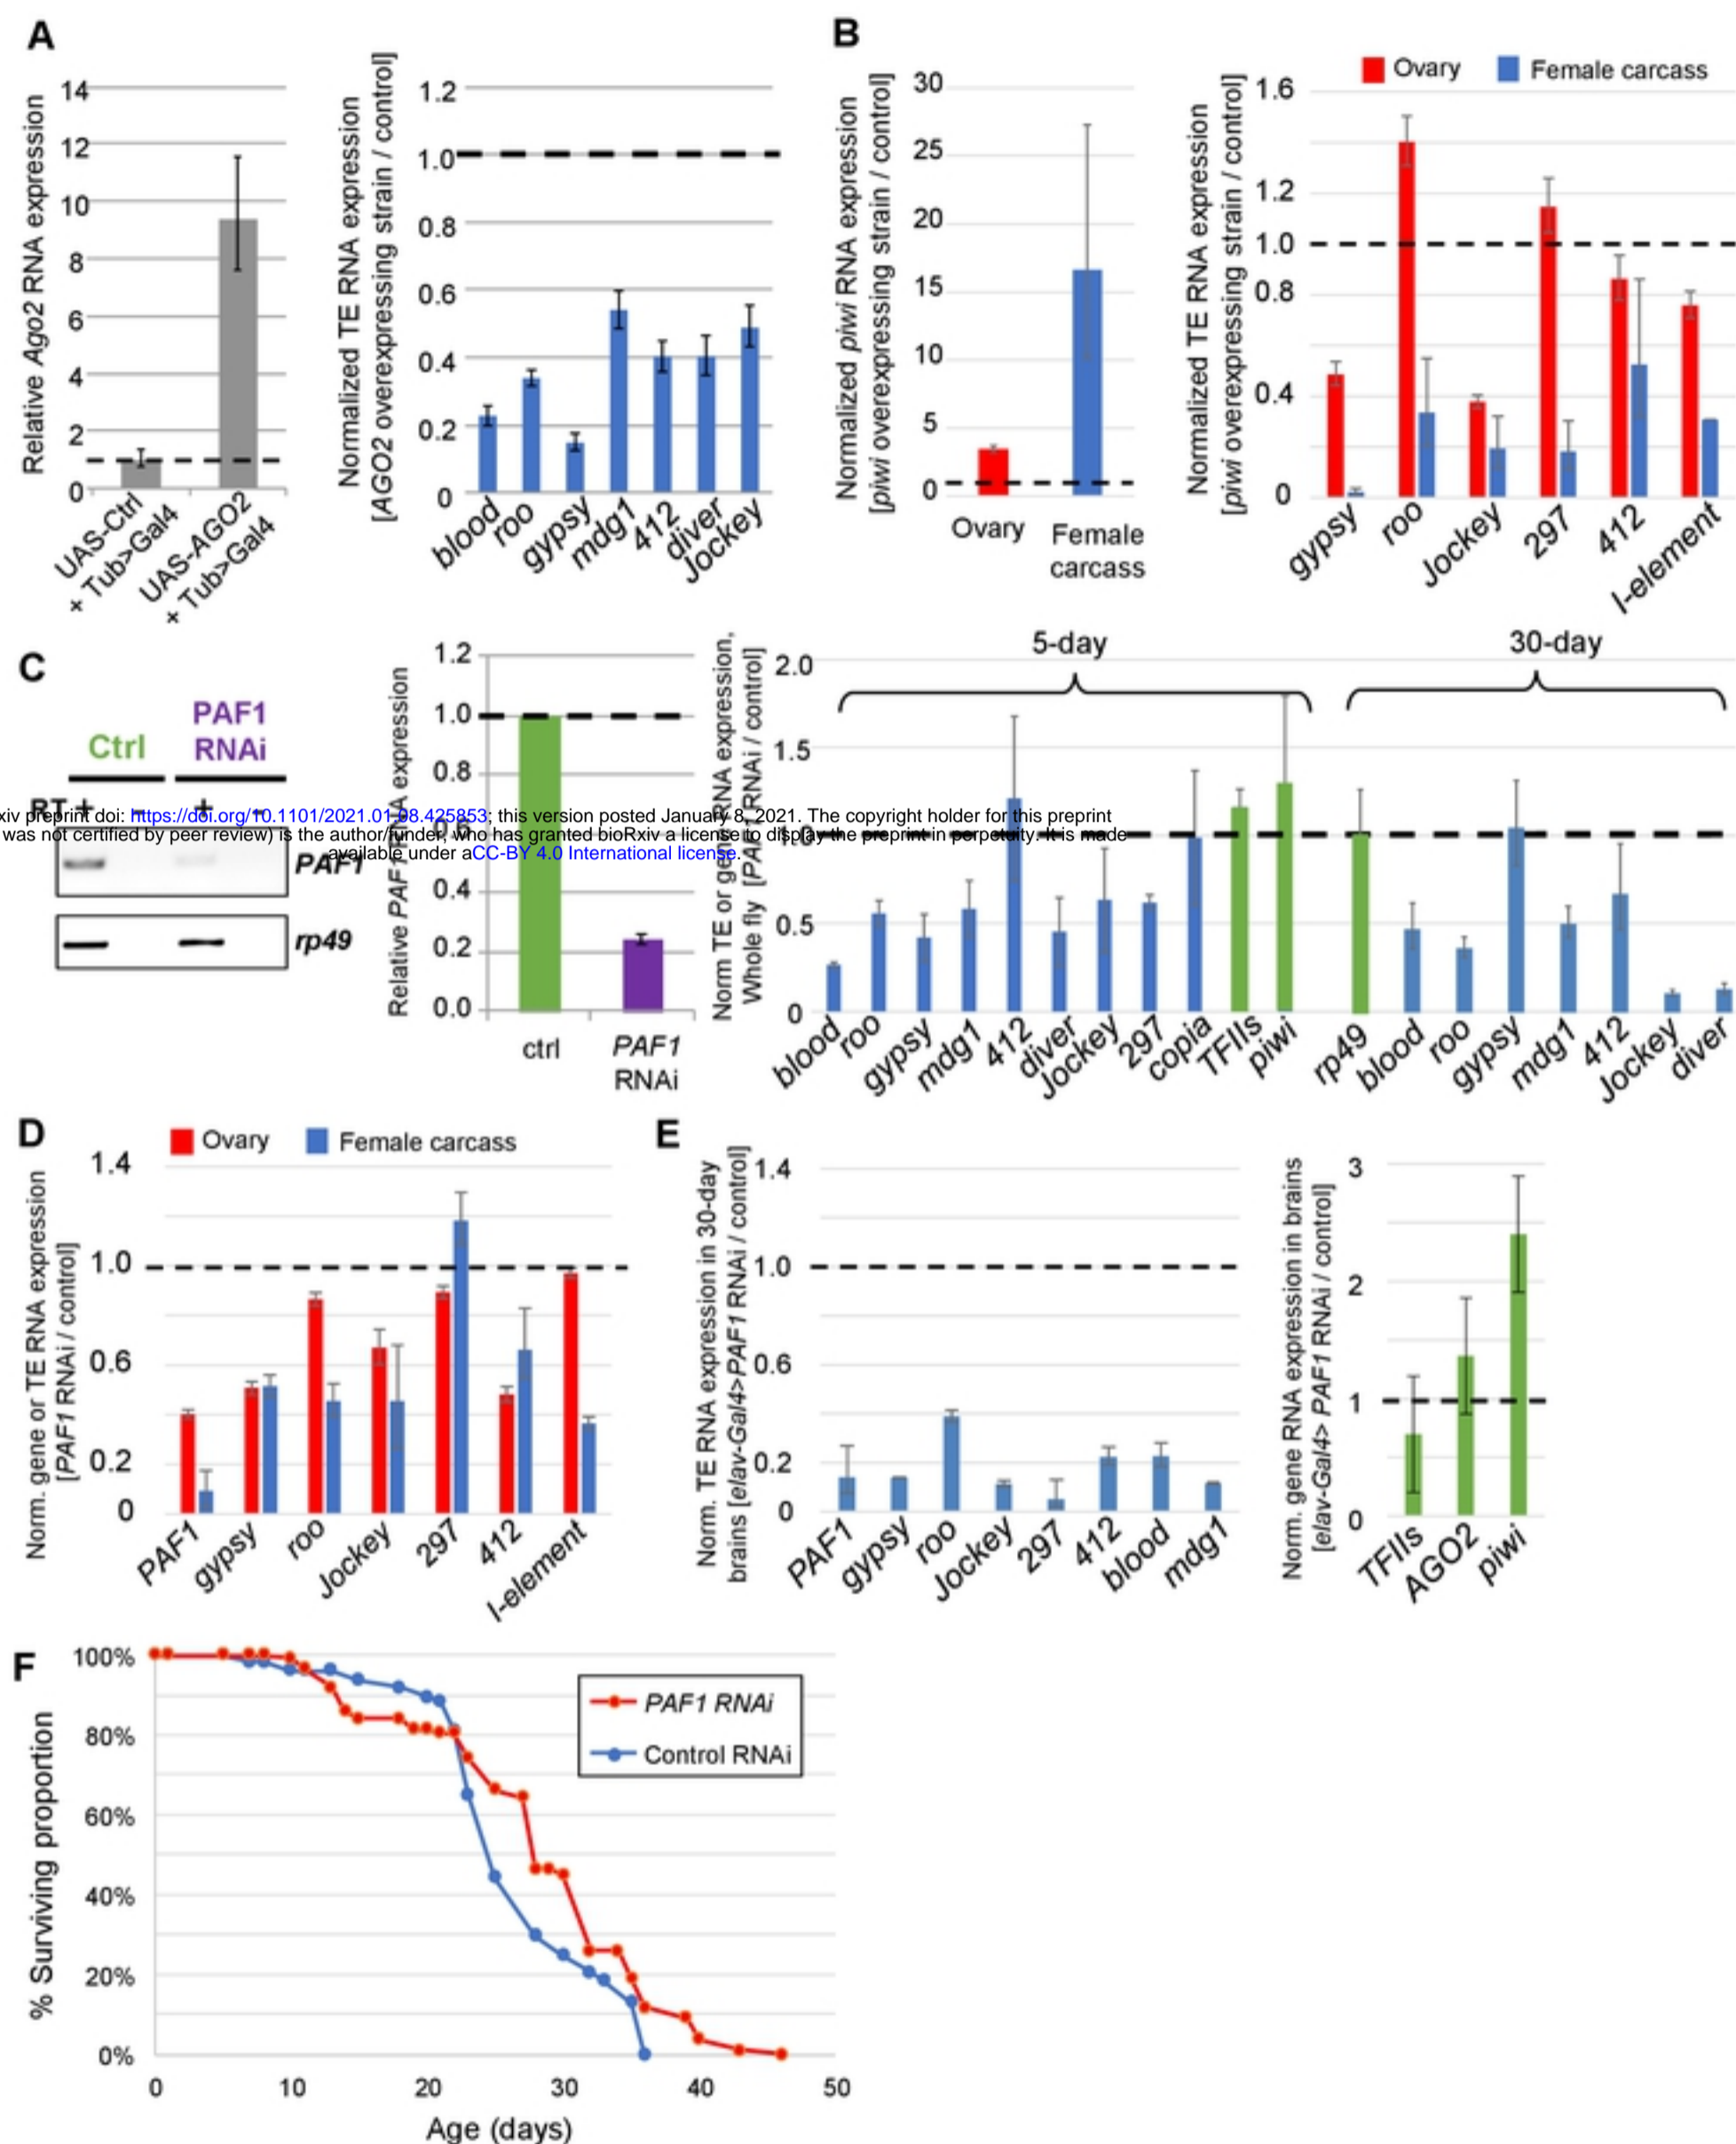 A
Relative Ago2 RNA expression
14
12
10
8
6
4
2
0
UAS-Ctrl
+ Tub>Gal4
UAS-AGO2
+ Tub>Gal4
Normalized TE RNA expression
[AGO2 overexpressing strain / control]
1.2
1.0
0.8
0.6
0.4
0.2
0
blood
roo
gypsy
mdg1
412
diver
Jockey
B
Normalized piwi RNA expression
[piwi overexpressing strain / control]
30
25
20
15
10
5
0
Ovary
Female
carcass
Ovary
Female carcass
Normalized TE RNA expression
[piwi overexpressing strain / control]
1.6
1.2
1.0
0.8
0.4
0
gypsy
roo
Jockey
297
412
I-element
C
Ctrl
PAF1
RNAi
RT + - + -
PAF1
rp49
Relative PAF1 RNA expression
1.2
1.0
0.8
0.6
0.4
0.2
0.0
ctrl
PAF1
RNAi
Norm TE or gene RNA expression,
Whole fly [PAF1 RNAi / control]
5-day
30-day
2.0
1.5
1.0
0.5
0
blood
roo
gypsy
mdg1
412
diver
Jockey
297
copia
TFIIs
piwi
rp49
blood
roo
gypsy
mdg1
412
Jockey
diver
xiv preprint doi: https://doi.org/10.1101/2021.01.08.425853; this version posted January 8, 2021. The copyright holder for this preprint
was not certified by peer review) is the author/funder, who has granted bioRxiv a license to display the preprint in perpetuity. It is made
available under aCC-BY 4.0 International license.
D
Ovary
Female carcass
Norm. gene or TE RNA expression
[PAF1 RNAi / control]
1.4
1.0
0.6
0.2
0
PAF1
gypsy
roo
Jockey
297
412
I-element
E
Norm. TE RNA expression in 30-day
brains [elav-Gal4>PAF1 RNAi / control]
1.4
1.0
0.6
0.2
0
PAF1
gypsy
roo
Jockey
297
412
blood
mdg1
Norm. gene RNA expression in brains
[elav-Gal4> PAF1 RNAi / control]
3
2
1
0
TFIIs
AGO2
piwi
F
% Surviving proportion
100%
80%
60%
40%
20%
0%
PAF1 RNAi
Control RNAi
0
10
20
30
40
50
Age (days)